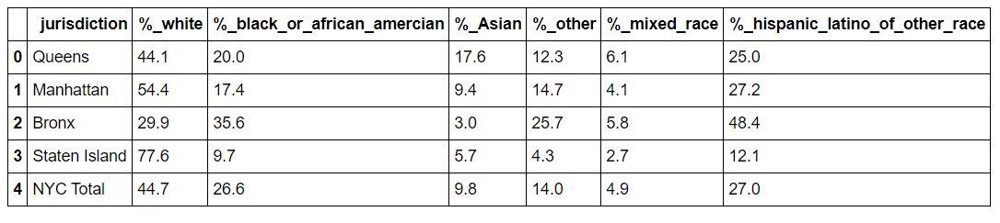 jurisdiction %_white %_black_or_african_amercian %_Asian %_other %_mixed_race %_hispanic_latino_of_other_race
0 Queens 44.1 20.0 17.6 12.3 6.1 25.0
1 Manhattan 54.4 17.4 9.4 14.7 4.1 27.2
2 Bronx 29.9 35.6 3.0 25.7 5.8 48.4
3 Staten Island 77.6 9.7 5.7 4.3 2.7 12.1
4 NYC Total 44.7 26.6 9.8 14.0 4.9 27.0